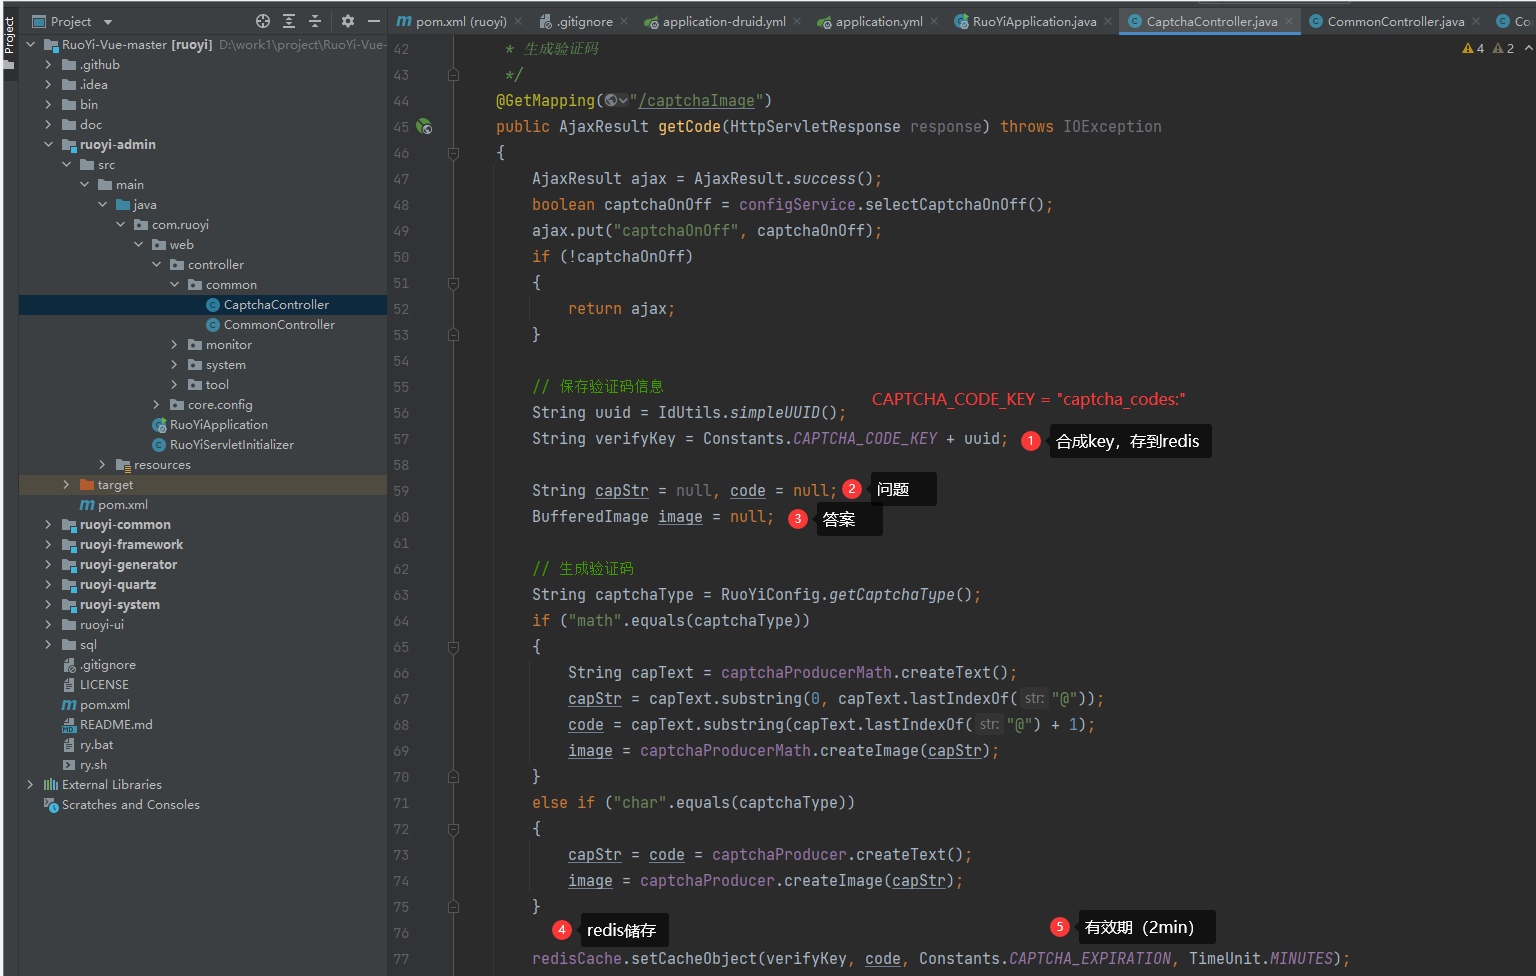 Project
Project
RuoYi-Vue-master [ruoyi] D:\work1\project\RuoYi-Vue-
.github
.idea
bin
doc
ruoyi-admin
src
main
java
com.ruoyi
web
controller
common
CaptchaController
CommonController
monitor
system
tool
core.config
RuoYiApplication
RuoYiServletInitializer
resources
target
pom.xml
ruoyi-common
ruoyi-framework
ruoyi-generator
ruoyi-quartz
ruoyi-system
ruoyi-ui
sql
.gitignore
LICENSE
pom.xml
README.md
ry.bat
ry.sh
External Libraries
Scratches and Consoles
pom.xml (ruoyi) .gitignore application-druid.yml application.yml RuoYiApplication.java CaptchaController.java CommonController.java Co
4 2
42 * 生成验证码
43 */
44 @GetMapping("/captchaImage")
45 public AjaxResult getCode(HttpServletResponse response) throws IOException
46 {
47 AjaxResult ajax = AjaxResult.success();
48 boolean captchaOnOff = configService.selectCaptchaOnOff();
49 ajax.put("captchaOnOff", captchaOnOff);
50 if (!captchaOnOff)
51 {
52 return ajax;
53 }
54
55 // 保存验证码信息
CAPTCHA_CODE_KEY = "captcha_codes:"
56 String uuid = IdUtils.simpleUUID();
57 String verifyKey = Constants.CAPTCHA_CODE_KEY + uuid; 1 合成key，存到redis
58
59 String capStr = null, code = null; 2 问题
60 BufferedImage image = null; 3 答案
61
62 // 生成验证码
63 String captchaType = RuoYiConfig.getCaptchaType();
64 if ("math".equals(captchaType))
65 {
66 String capText = captchaProducerMath.createText();
67 capStr = capText.substring(0, capText.lastIndexOf( str: "@"));
68 code = capText.substring(capText.lastIndexOf( str: "@") + 1);
69 image = captchaProducerMath.createImage(capStr);
70 }
71 else if ("char".equals(captchaType))
72 {
73 capStr = code = captchaProducer.createText();
74 image = captchaProducer.createImage(capStr);
75 }
76 4 redis储存 5 有效期（2min）
77 redisCache.setCacheObject(verifyKey, code, Constants.CAPTCHA_EXPIRATION, TimeUnit.MINUTES);